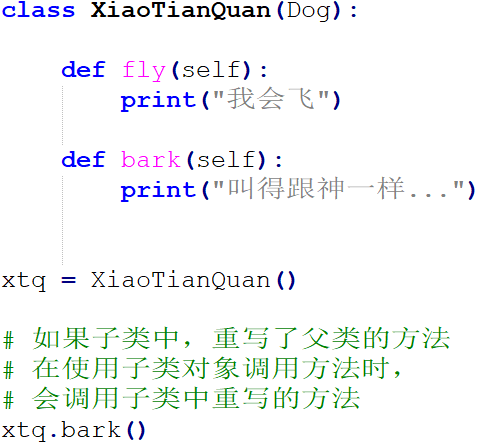 class XiaoTianQuan(Dog):
def fly(self):
print("我会飞")
def bark(self):
print("叫得跟神一样...")
xtq = XiaoTianQuan()
# 如果子类中，重写了父类的方法
# 在使用子类对象调用方法时，
# 会调用子类中重写的方法
xtq.bark()